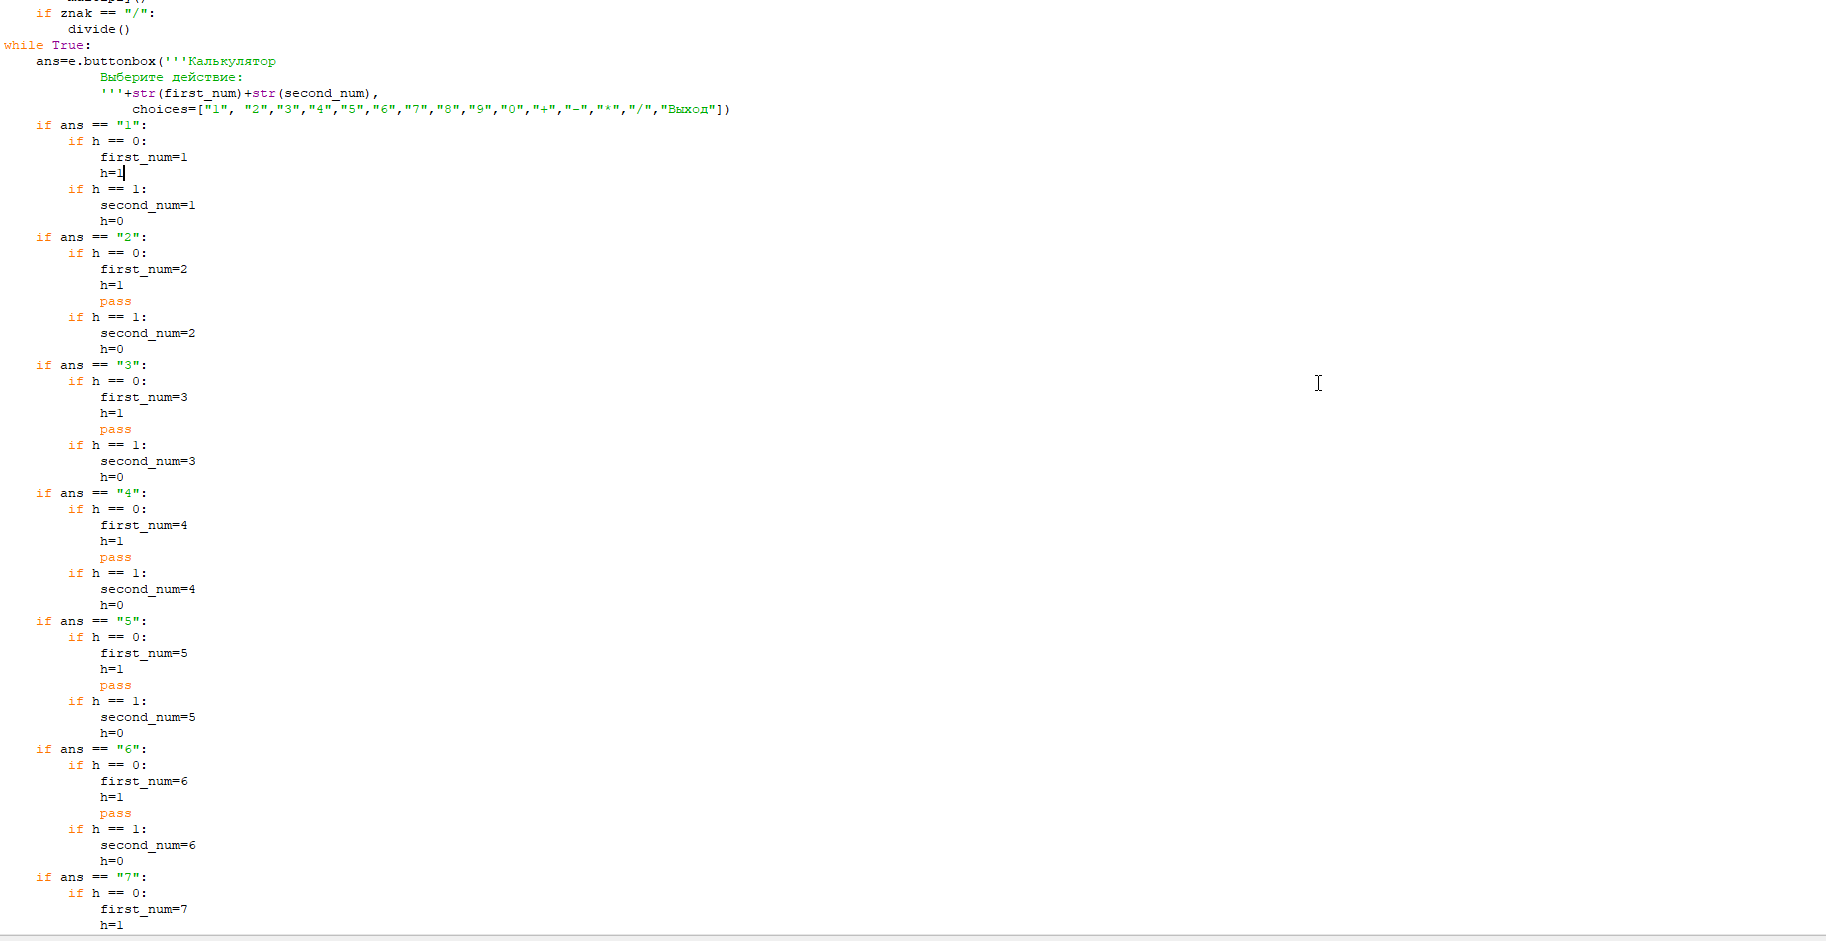 if znak == "/":
divide()
while True:
ans=e.buttonbox('''Калькулятор
Выберите действие:
'''+str(first_num)+str(second_num),
choices=["1", "2","3","4","5","6","7","8","9","0","+","-","*","/","Выход"])
if ans == "1":
if h == 0:
first_num=1
h=1
if h == 1:
second_num=1
h=0
if ans == "2":
if h == 0:
first_num=2
h=1
pass
if h == 1:
second_num=2
h=0
if ans == "3":
if h == 0:
first_num=3
h=1
pass
if h == 1:
second_num=3
h=0
if ans == "4":
if h == 0:
first_num=4
h=1
pass
if h == 1:
second_num=4
h=0
if ans == "5":
if h == 0:
first_num=5
h=1
pass
if h == 1:
second_num=5
h=0
if ans == "6":
if h == 0:
first_num=6
h=1
pass
if h == 1:
second_num=6
h=0
if ans == "7":
if h == 0:
first_num=7
h=1